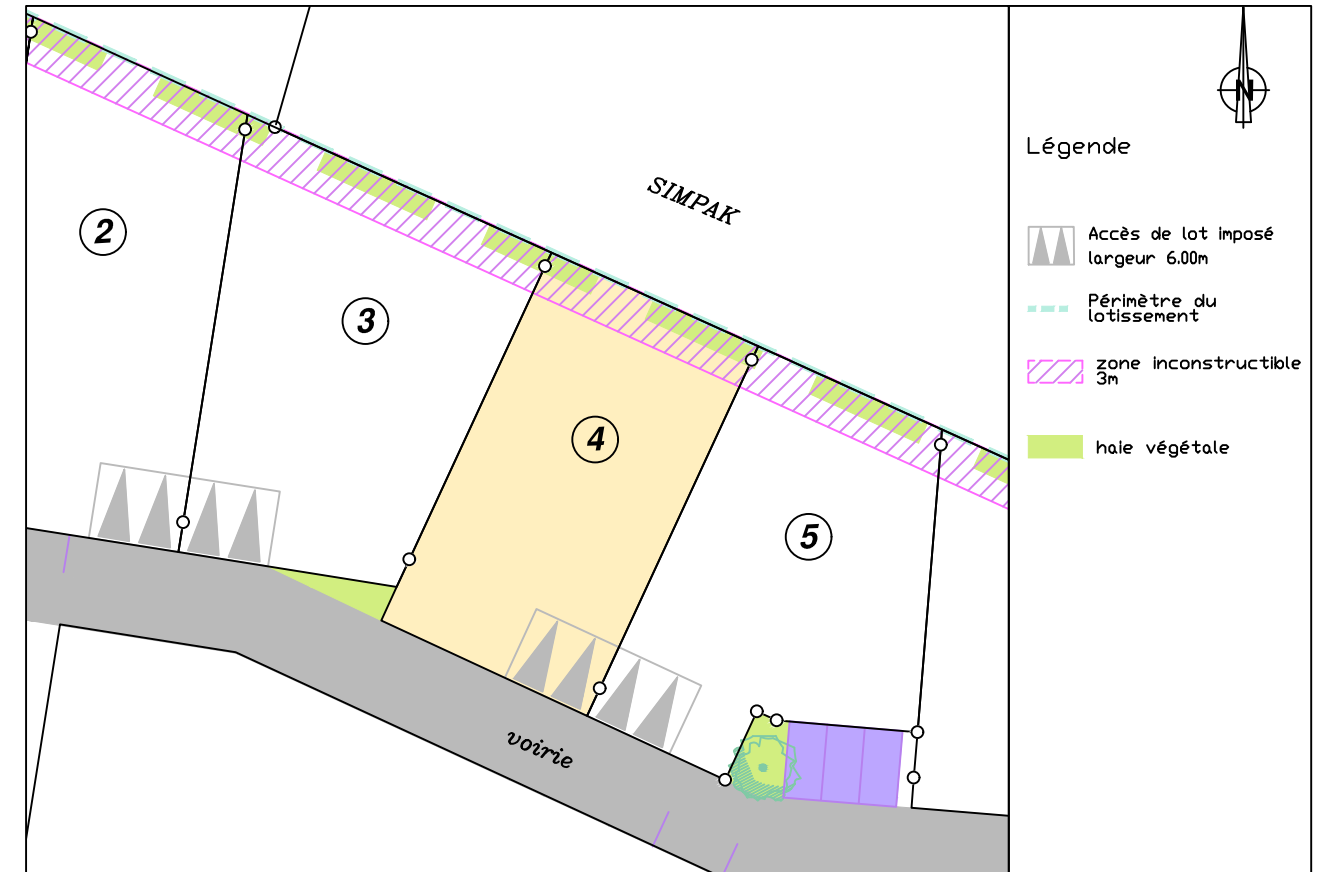 N
Légende
SIMPAK
2
Accès de lot imposé
largeur 6.00m
Périmètre du
lotissement
3
zone inconstructible
3m
4
haie végétale
5
voirie